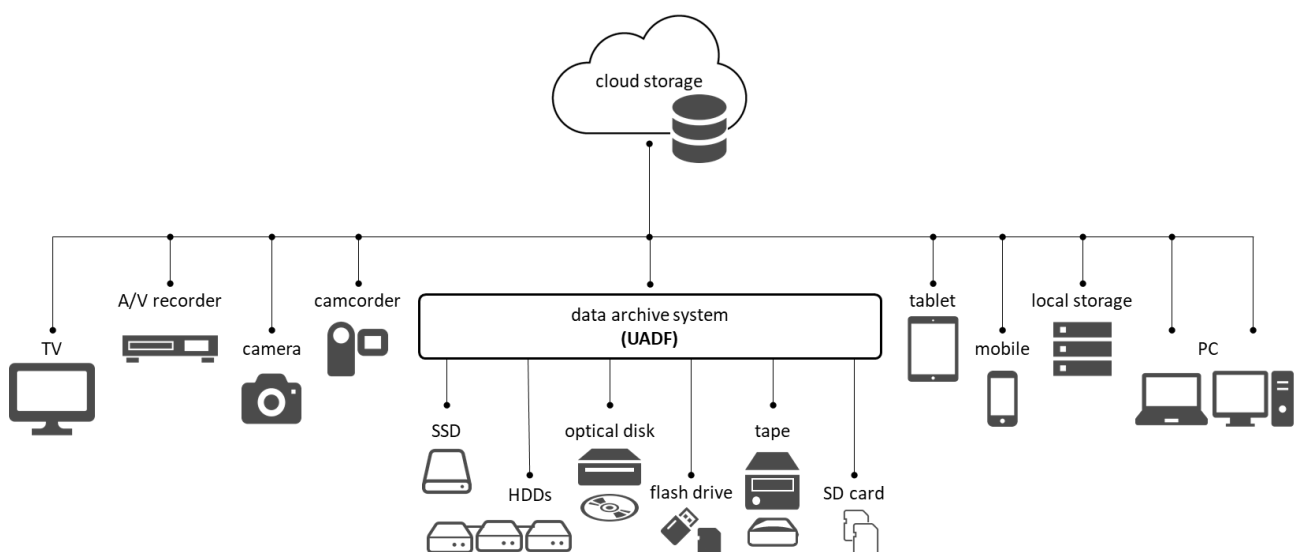 cloud storage
A/V recorder
camcorder
tablet
local storage
data archive system
(UADF)
TV
camera
mobile
PC
SSD
optical disk
tape
HDDs
flash drive
SD card